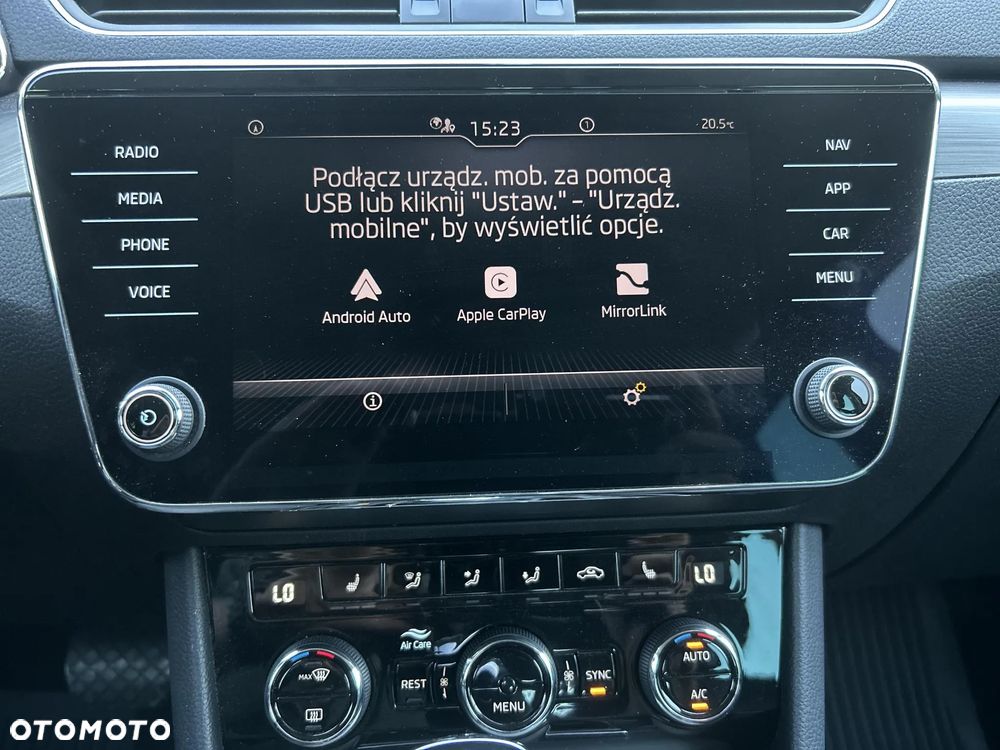 15:23
20.5°C
RADIO
MEDIA
PHONE
VOICE
Podłącz urządz. mob. za pomocą
USB lub kliknij "Ustaw." - "Urządz.
mobilne", by wyświetlić opcje.
Android Auto
Apple CarPlay
MirrorLink
NAV
APP
CAR
MENU
LO
LO
Air Care
MAX
REST
MENU
SYNC
AUTO
A/C
OTOMOTO